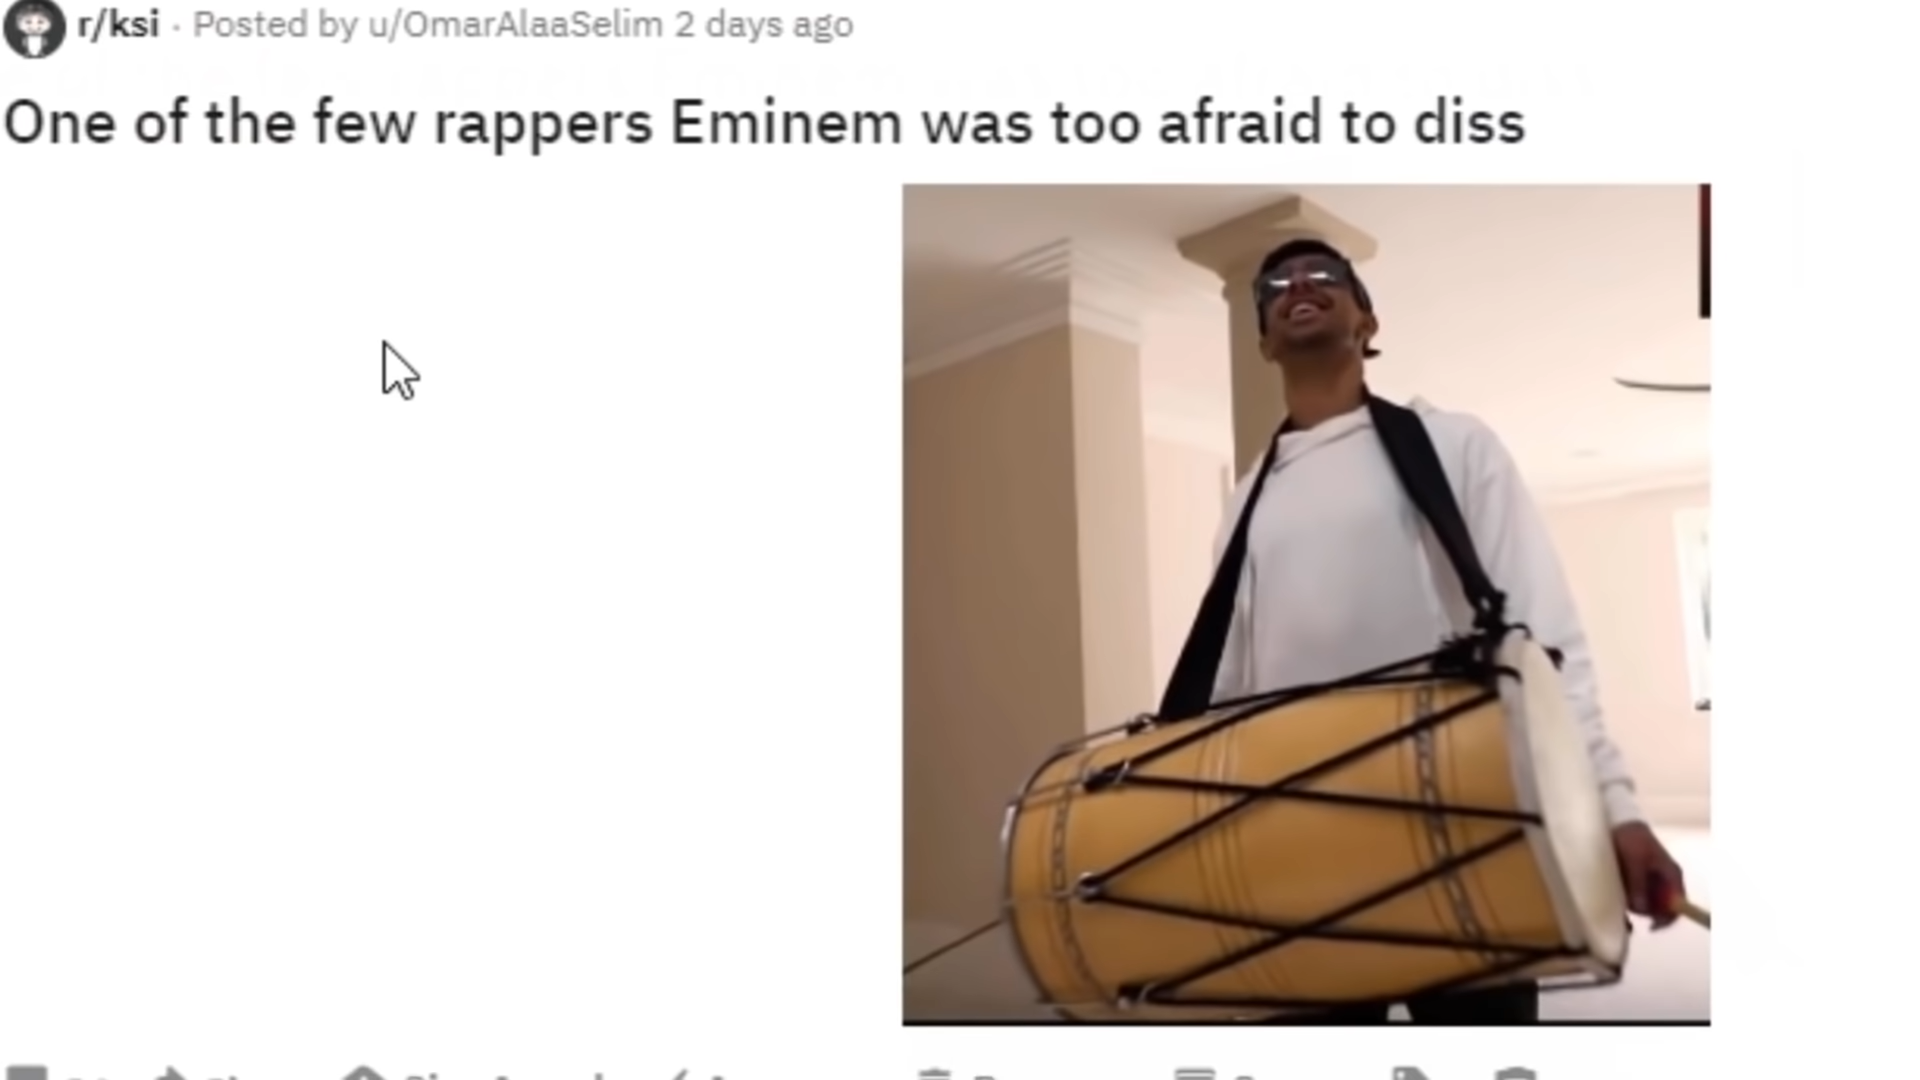 r/ksi · Posted by u/OmarAlaaSelim 2 days ago
One of the few rappers Eminem was too afraid to diss